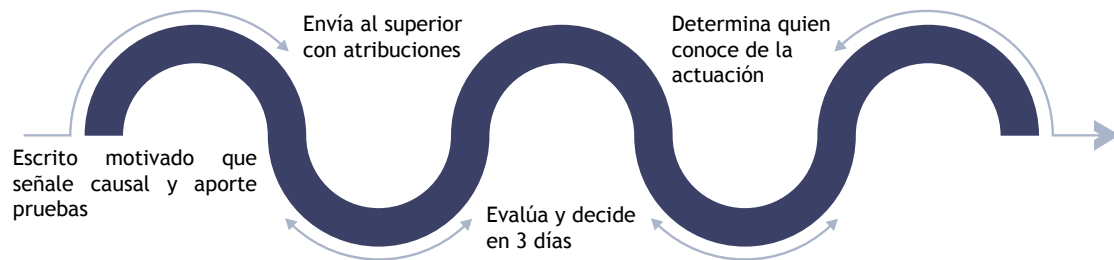 Escrito motivado que
señale causal y aporte
pruebas
Envía al superior
con atribuciones
Evalúa y decide
en 3 días
Determina quien
conoce de la
actuación